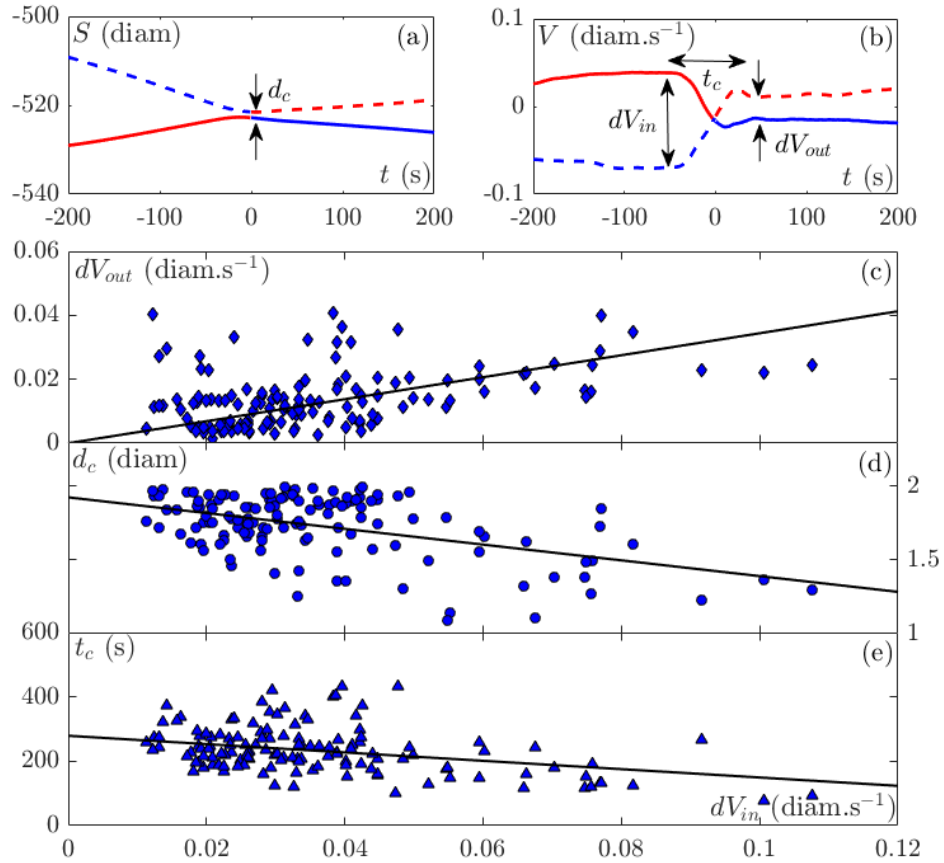 -500
S (diam)
(a)
d_c
-520
t (s)
-540
-200 -100 0 100 200
0.1
V (diam.s⁻¹)
(b)
t_c
0
dV_in
dV_out
t (s)
-0.1
-200 -100 0 100 200
0.06
dV_out (diam.s⁻¹)
(c)
0.04
0.02
0
d_c (diam)
(d)
2
1.5
1
600
t_c (s)
(e)
400
200
dV_in (diam.s⁻¹)
0
0 0.02 0.04 0.06 0.08 0.1 0.12